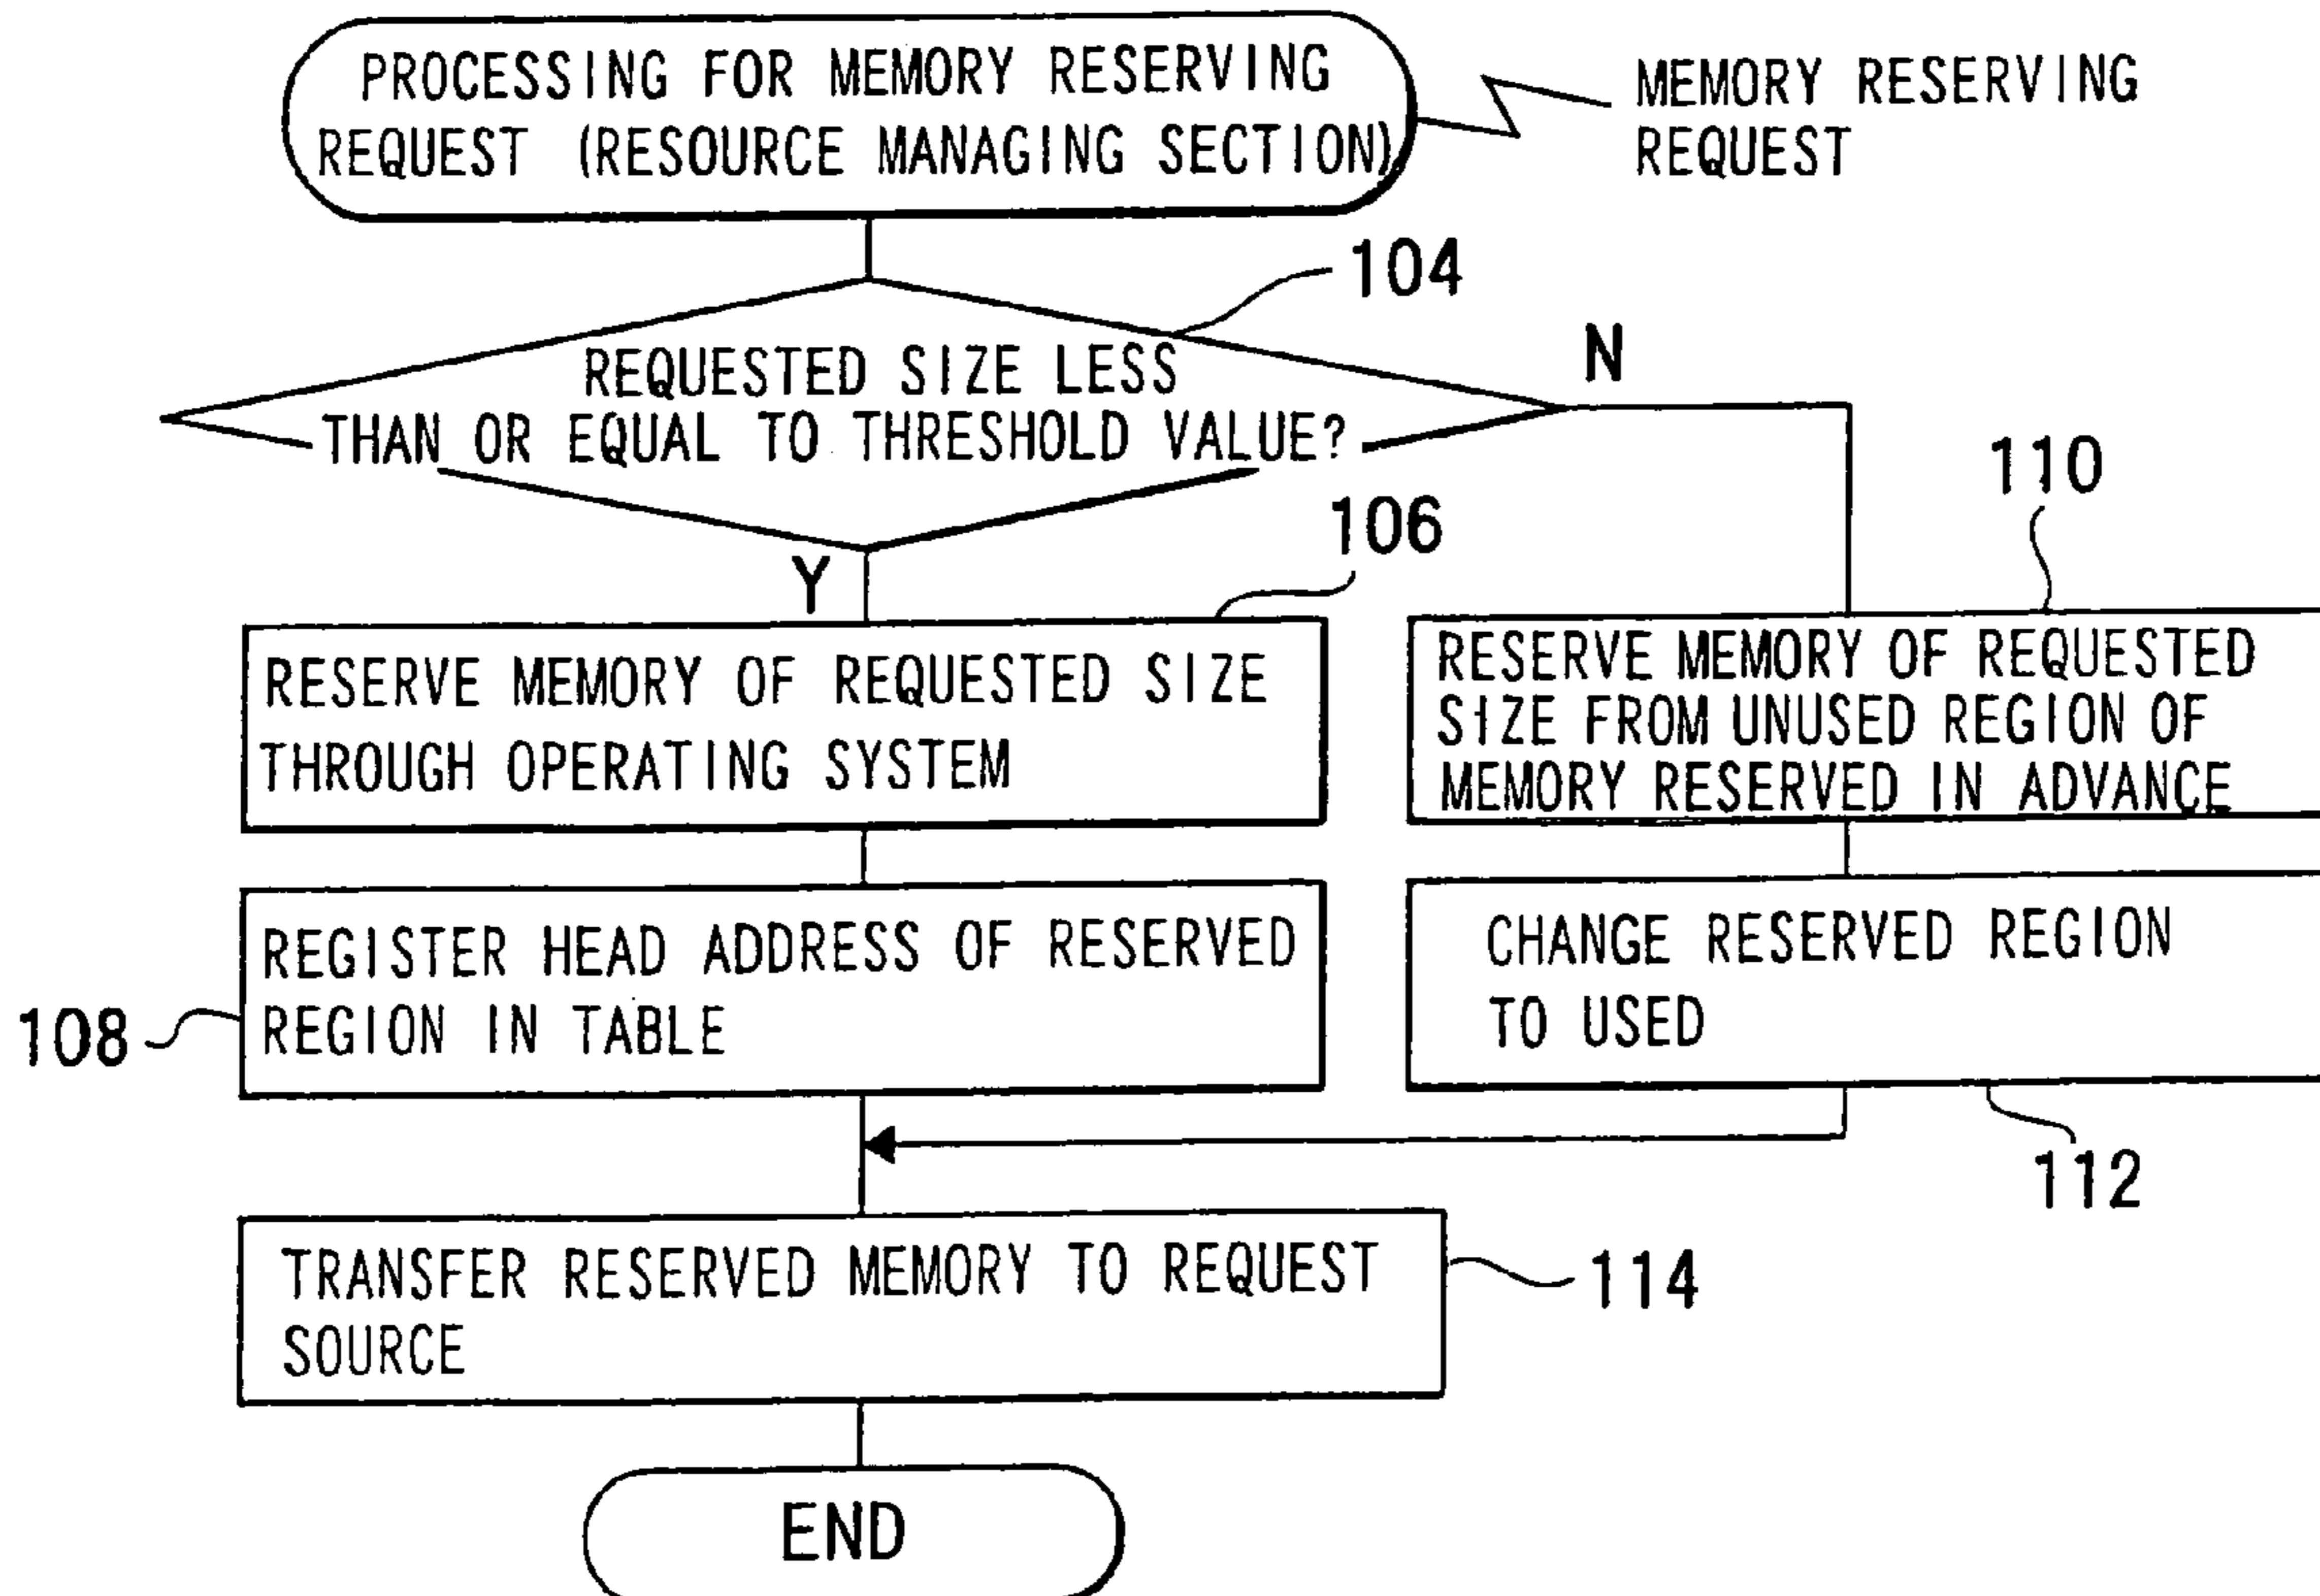 PROCESSING FOR MEMORY RESERVING
REQUEST (RESOURCE MANAGING SECTION)
MEMORY RESERVING
REQUEST
104
REQUESTED SIZE LESS
THAN OR EQUAL TO THRESHOLD VALUE?
N
Y
106
110
RESERVE MEMORY OF REQUESTED SIZE
THROUGH OPERATING SYSTEM
RESERVE MEMORY OF REQUESTED
SIZE FROM UNUSED REGION OF
MEMORY RESERVED IN ADVANCE
REGISTER HEAD ADDRESS OF RESERVED
REGION IN TABLE
108
CHANGE RESERVED REGION
TO USED
112
TRANSFER RESERVED MEMORY TO REQUEST
SOURCE
114
END